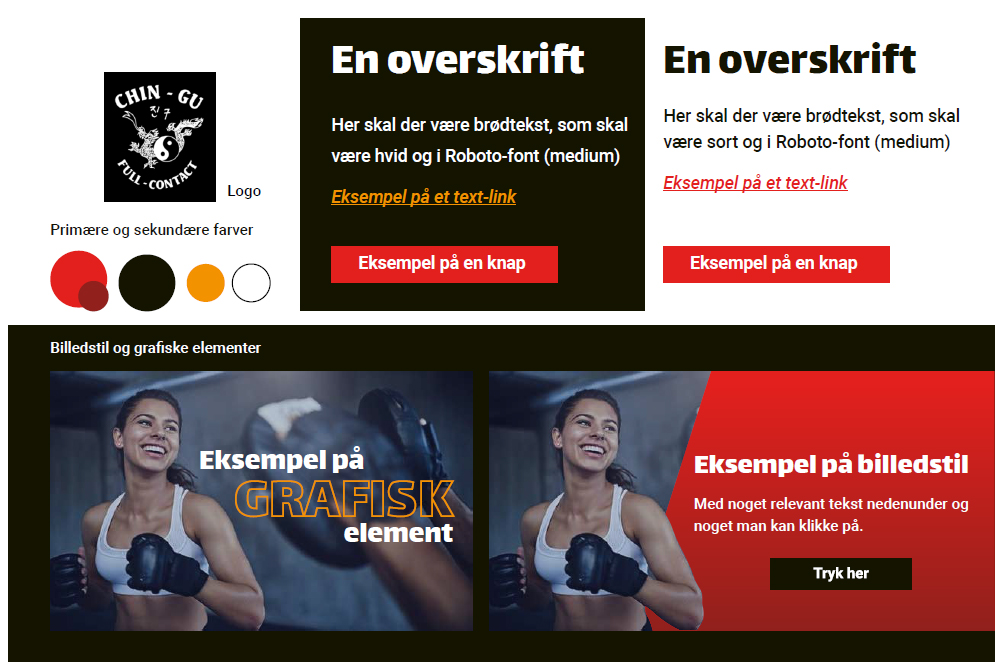 CHIN - GU
진구
FULL - CONTACT
Logo
Primære og sekundære farver
En overskrift
Her skal der være brødtekst, som skal
være hvid og i Roboto-font (medium)
Eksempel på et text-link
Eksempel på en knap
En overskrift
Her skal der være brødtekst, som skal
være sort og i Roboto-font (medium)
Eksempel på et text-link
Eksempel på en knap
Billedstil og grafiske elementer
Eksempel på
GRAFISK
element
Eksempel på billedstil
Med noget relevant tekst nedenunder og
noget man kan klikke på.
Tryk her